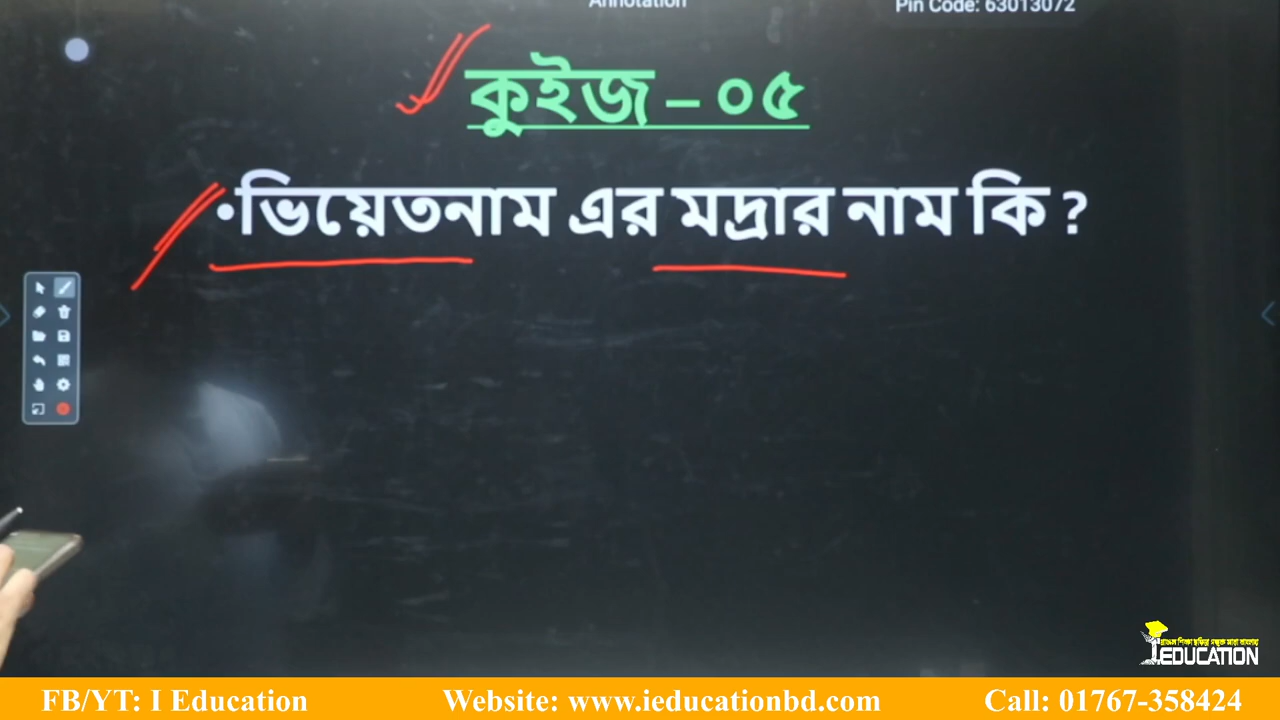 Annotation
Pin Code: 63013072
কুইজ – ০৫
•ভিয়েতনাম এর মদ্রার নাম কি ?
EDUCATION
FB/YT: I Education Website: www.ieducationbd.com Call: 01767-358424